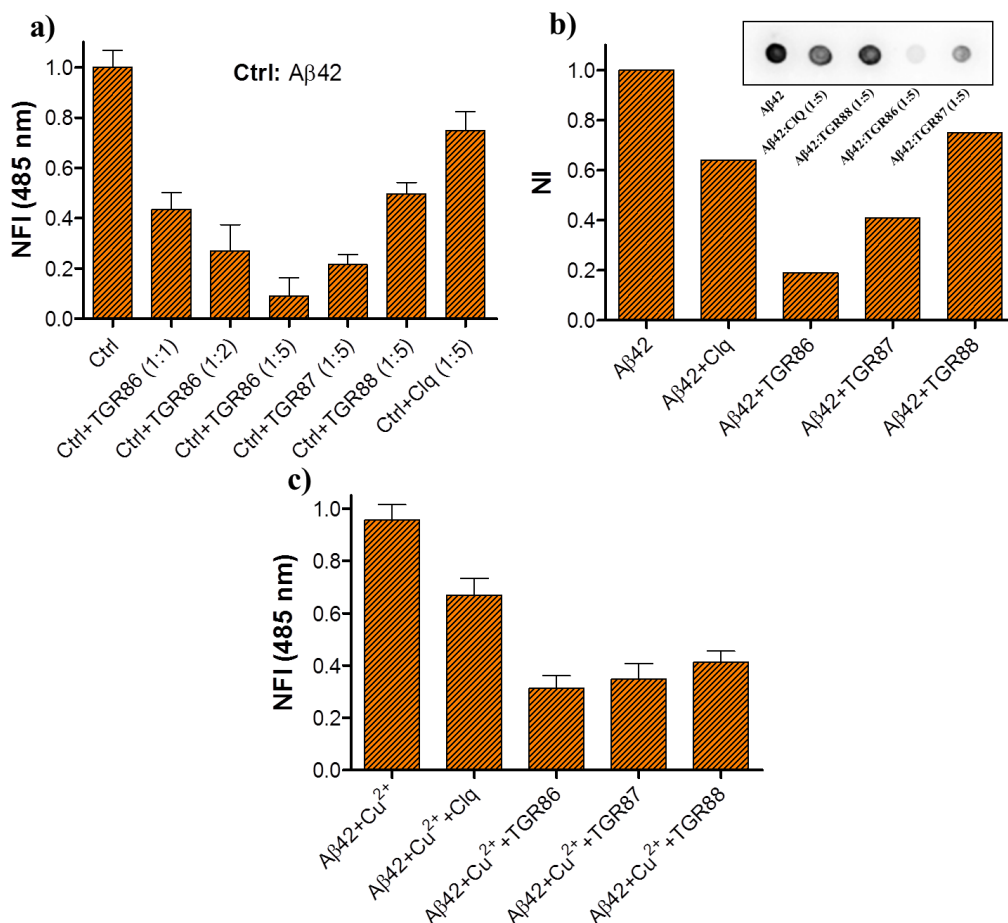 a)
Ctrl: Aβ42
NFI (485 nm)
1.0
0.8
0.6
0.4
0.2
0.0
Ctrl
Ctrl+TGR86 (1:1)
Ctrl+TGR86 (1:2)
Ctrl+TGR86 (1:5)
Ctrl+TGR87 (1:5)
Ctrl+TGR88 (1:5)
Ctrl+Clq (1:5)
b)
Aβ42
Aβ42:ClQ (1:5)
Aβ42:TGR88 (1:5)
Aβ42:TGR86 (1:5)
Aβ42:TGR87 (1:5)
NI
1.0
0.8
0.6
0.4
0.2
0.0
Aβ42
Aβ42+Clq
Aβ42+TGR86
Aβ42+TGR87
Aβ42+TGR88
c)
NFI (485 nm)
1.0
0.8
0.6
0.4
0.2
0.0
Aβ42+Cu²⁺
Aβ42+Cu²⁺+Clq
Aβ42+Cu²⁺+TGR86
Aβ42+Cu²⁺+TGR87
Aβ42+Cu²⁺+TGR88